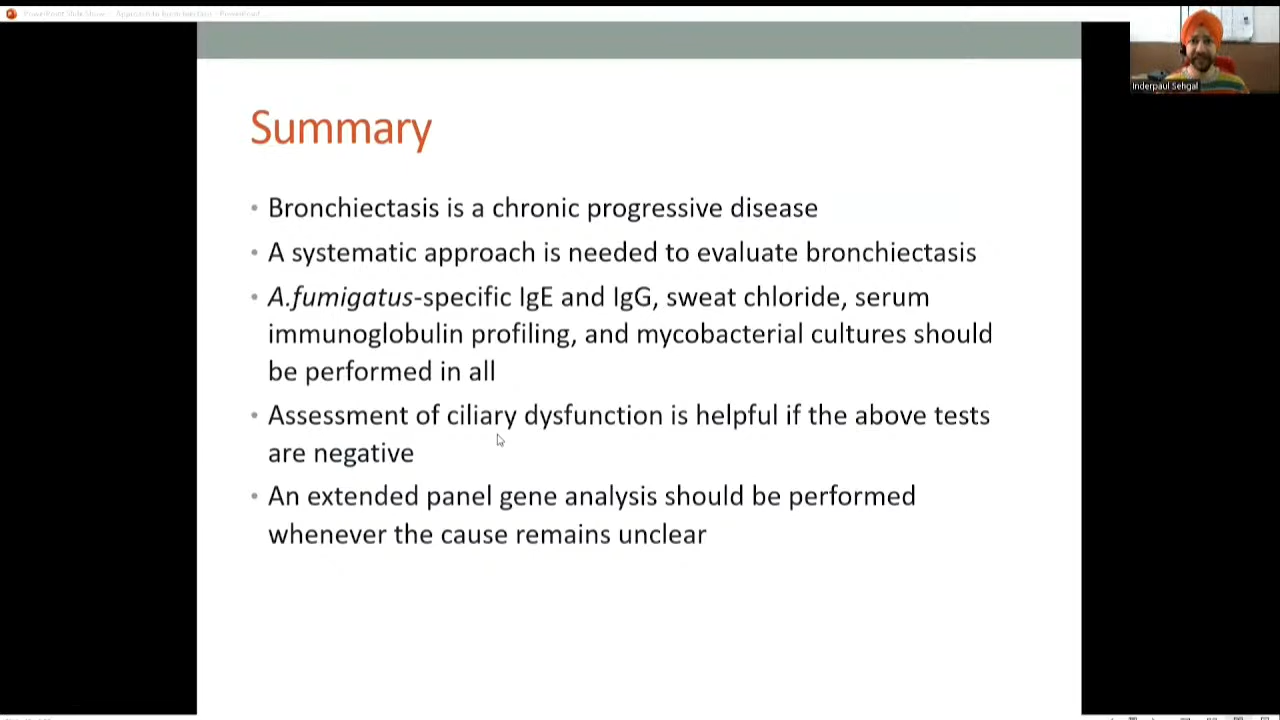 Inderpaul Sehgal
Summary
• Bronchiectasis is a chronic progressive disease
• A systematic approach is needed to evaluate bronchiectasis
• A.fumigatus-specific IgE and IgG, sweat chloride, serum
immunoglobulin profiling, and mycobacterial cultures should
be performed in all
• Assessment of ciliary dysfunction is helpful if the above tests
are negative
• An extended panel gene analysis should be performed
whenever the cause remains unclear